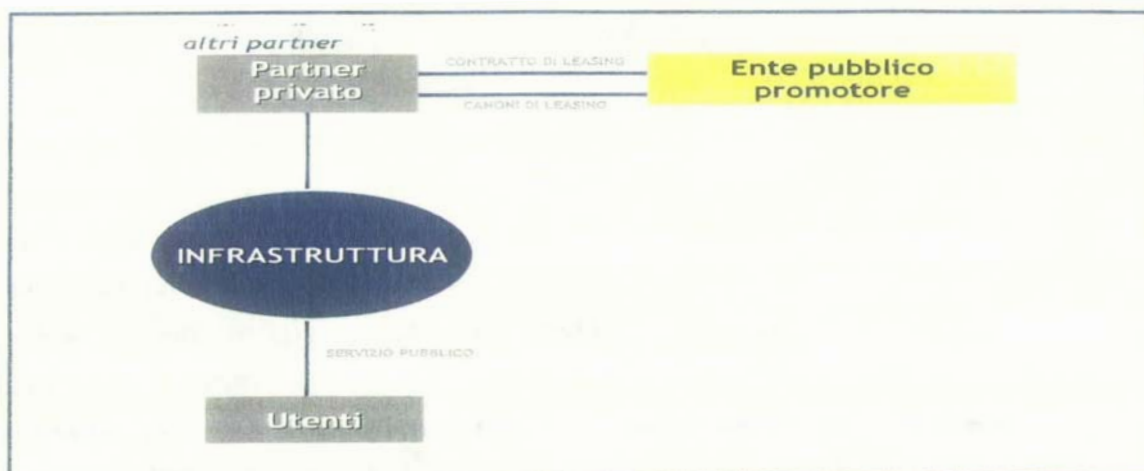 altri partner
Partner
privato
CONTRATTO DI LEASING
CANONI DI LEASING
Ente pubblico
promotore
INFRASTRUTTURA
SERVIZIO PUBBLICO
Utenti